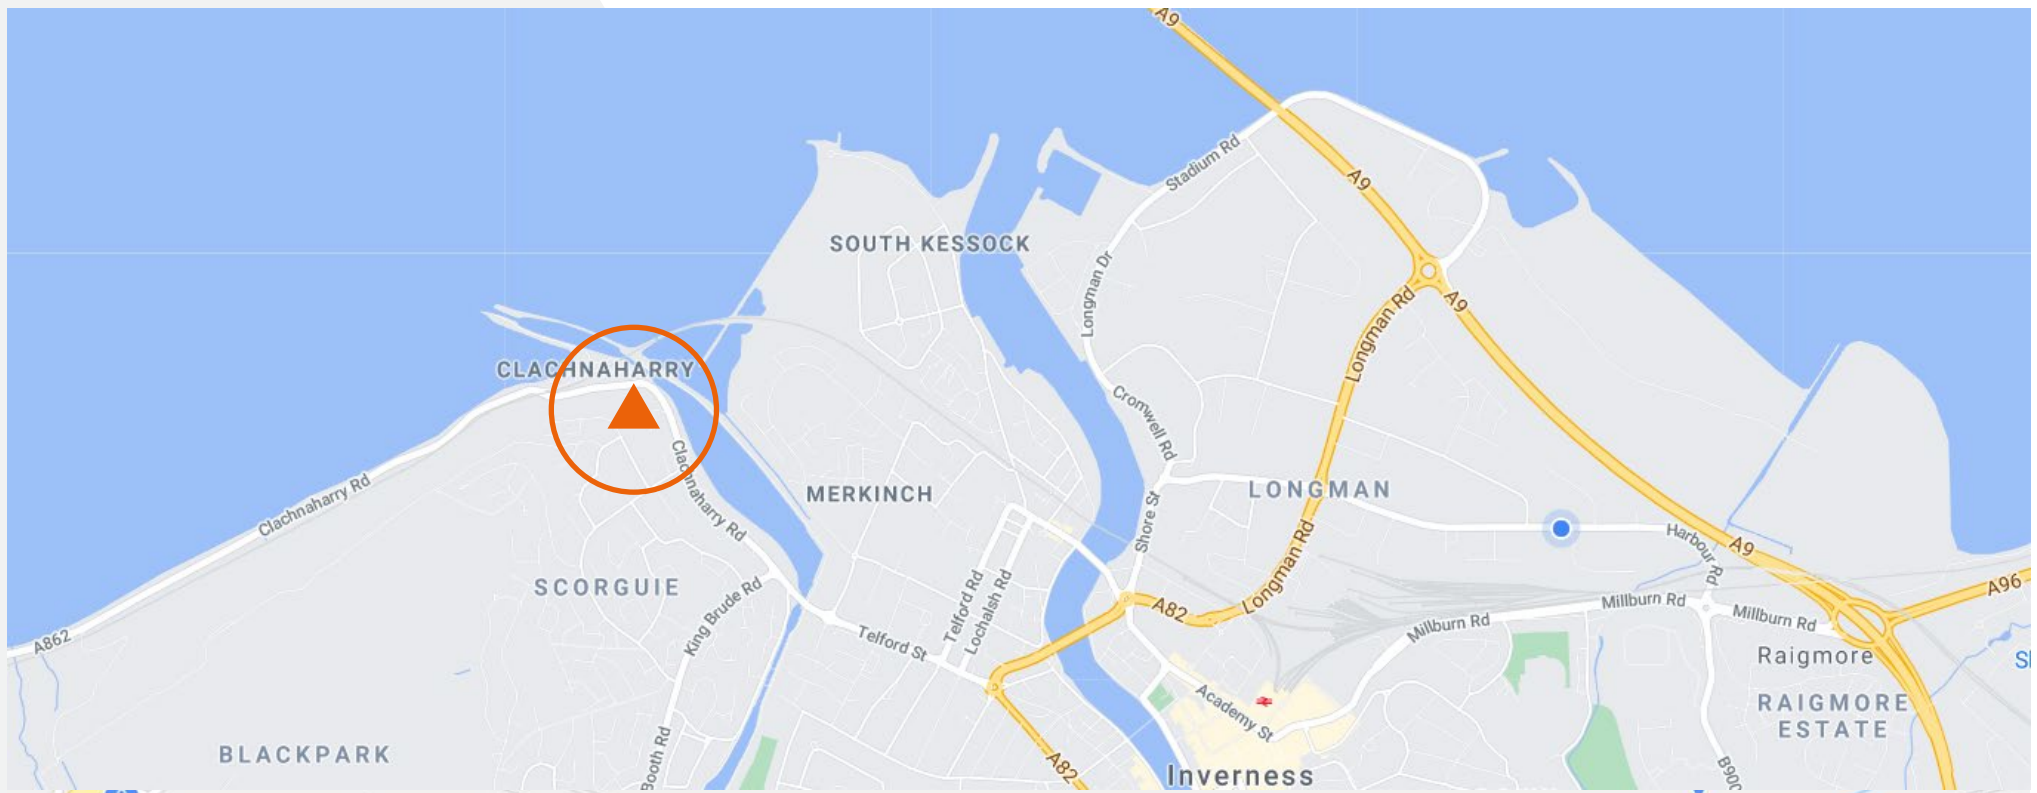 A9
Stadium Rd
A9
SOUTH KESSOCK
Longman Dr
Longman Rd
A9
CLACHNAHARRY
Cromwell Rd
Clachnaharry Rd
Clachnaharry Rd
MERKINCH
LONGMAN
Shore St
Longman Rd
Harbour Rd
A9
A96
SCORGUIE
King Brude Rd
Telford Rd
Lochalsh Rd
A82
Millburn Rd
Millburn Rd
Millburn Rd
A862
Telford St
Raigmore
Academy St
RAIGMORE
ESTATE
BLACKPARK
Booth Rd
A82
Inverness